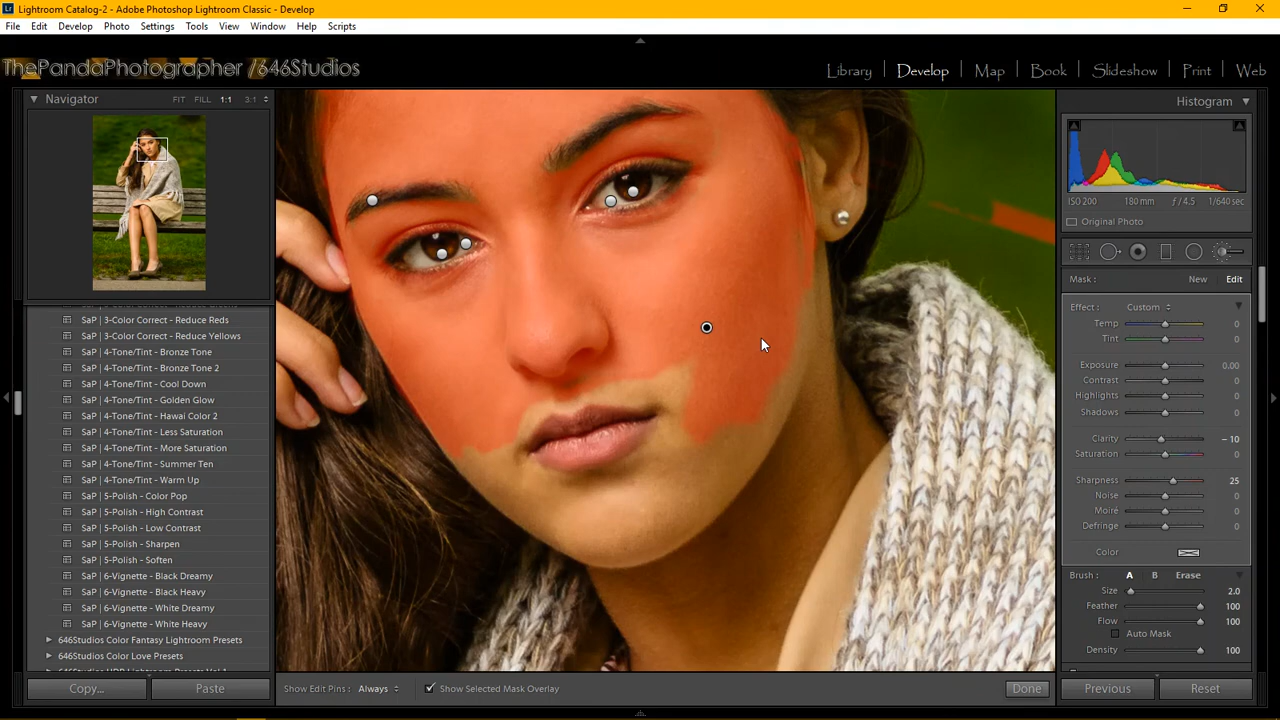 Lightroom Catalog-2 - Adobe Photoshop Lightroom Classic - Develop
File Edit Develop Photo Settings Tools View Window Help Scripts
ThePandaPhotographer /646Studios
Library Develop Map Book Slideshow Print Web
Navigator FIT FILL 1:1 3:1
Histogram
ISO 200 180 mm f / 4.5 1/640 sec
Original Photo
Mask : New Edit
Effect : Custom
Temp 0
Tint 0
Exposure 0.00
Contrast 0
Highlights 0
Shadows 0
Clarity – 10
Saturation 0
Sharpness 25
Noise 0
Moiré 0
Defringe 0
Color
Brush : A B Erase
Size 2.0
Feather 100
Flow 100
Auto Mask
Density 100
SaP | 3-Color Correct - Reduce Reds
SaP | 3-Color Correct - Reduce Yellows
SaP | 4-Tone/Tint - Bronze Tone
SaP | 4-Tone/Tint - Bronze Tone 2
SaP | 4-Tone/Tint - Cool Down
SaP | 4-Tone/Tint - Golden Glow
SaP | 4-Tone/Tint - Hawai Color 2
SaP | 4-Tone/Tint - Less Saturation
SaP | 4-Tone/Tint - More Saturation
SaP | 4-Tone/Tint - Summer Ten
SaP | 4-Tone/Tint - Warm Up
SaP | 5-Polish - Color Pop
SaP | 5-Polish - High Contrast
SaP | 5-Polish - Low Contrast
SaP | 5-Polish - Sharpen
SaP | 5-Polish - Soften
SaP | 6-Vignette - Black Dreamy
SaP | 6-Vignette - Black Heavy
SaP | 6-Vignette - White Dreamy
SaP | 6-Vignette - White Heavy
646Studios Color Fantasy Lightroom Presets
646Studios Color Love Presets
Copy... Paste
Show Edit Pins : Always Show Selected Mask Overlay Done
Previous Reset